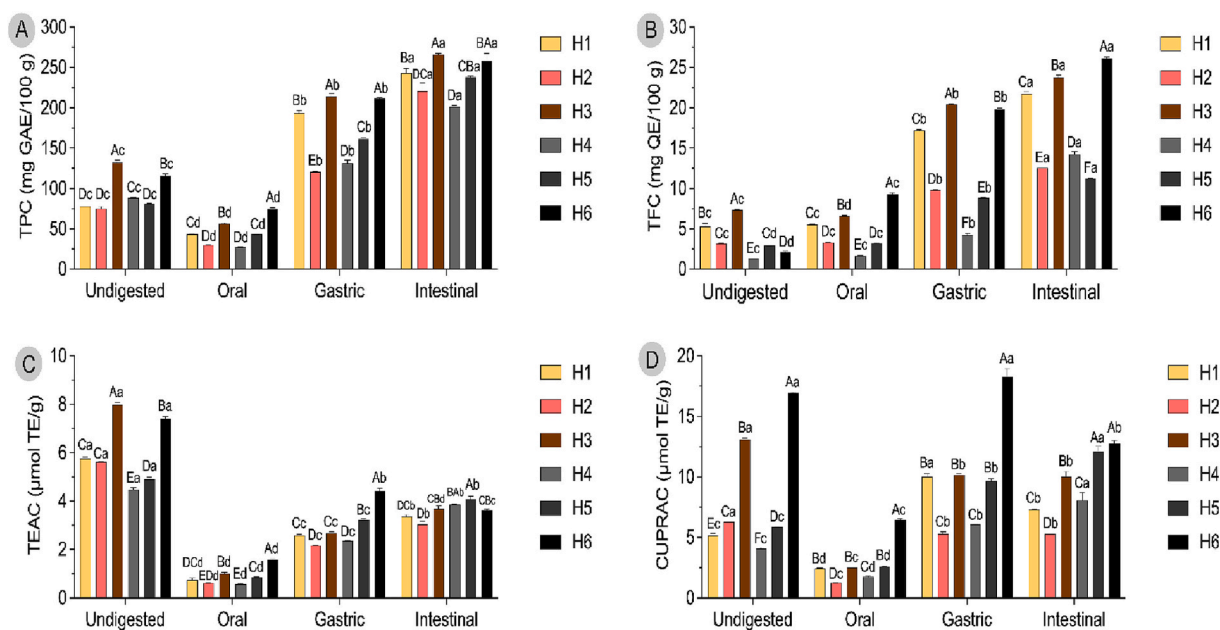 A
TPC (mg GAE/100 g)
300
250
200
150
100
50
0
Dc Dc Ac Cc Dc Bc
Cd Dd Bd Dd Cd Ad
Bb Eb Ab Db Cb Ab
Ba DCa Aa Da CBa BAa
Undigested Oral Gastric Intestinal
H1
H2
H3
H4
H5
H6
B
TFC (mg QE/100 g)
30
25
20
15
10
5
0
Bc Cc Ad Ec Cd Dd
Cc Dc Bd Ec Dc Ac
Cb Db Ab Fb Eb Bb
Ca Ea Ba Da Fa Aa
Undigested Oral Gastric Intestinal
H1
H2
H3
H4
H5
H6
C
TEAC (µmol TE/g)
10
8
6
4
2
0
Ca Ca Aa Ea Da Ba
DCd EDd Bd Ed Cd Ad
Cc Dc Cc Dc Bc Ab
DCb Db CBd BAb Ab CBc
Undigested Oral Gastric Intestinal
H1
H2
H3
H4
H5
H6
D
CUPRAC (µmol TE/g)
20
15
10
5
0
Ec Ca Ba Fc Da Aa
Bd Dc Bc Cd Bd Ac
Ba Cb Bb Cb Bb Aa
Cb Db Bb Ca Aa Ab
Undigested Oral Gastric Intestinal
H1
H2
H3
H4
H5
H6